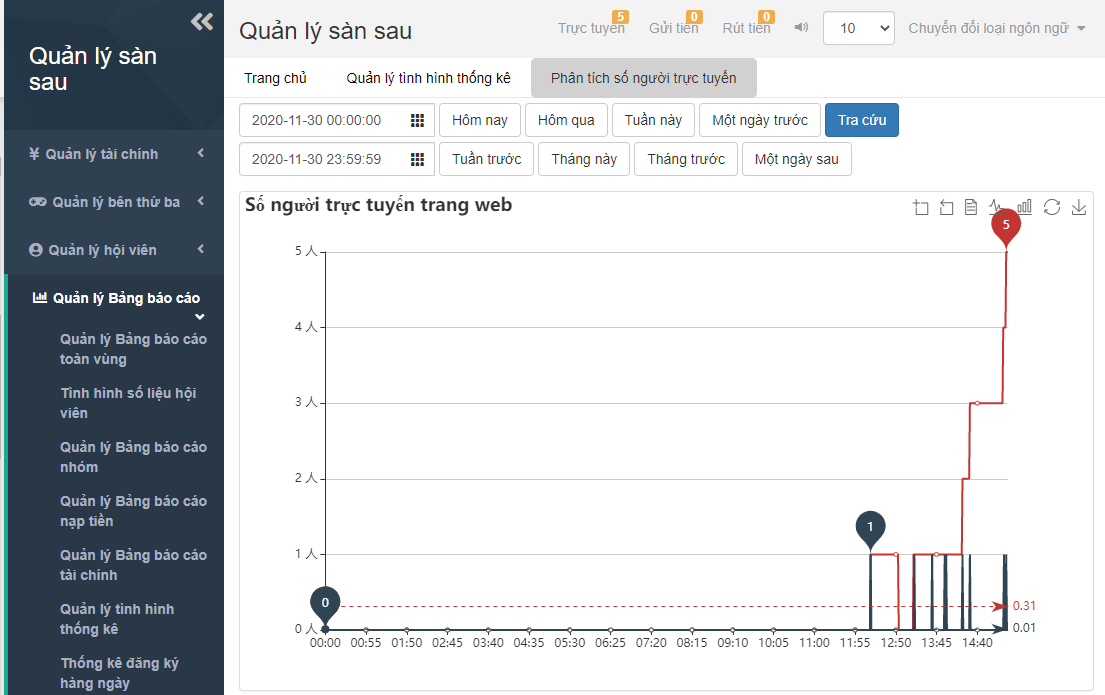 Quản lý sàn
sau
¥ Quản lý tài chính
Quản lý bên thứ ba
Quản lý hội viên
Quản lý Bảng báo cáo
Quản lý Bảng báo cáo
toàn vùng
Tình hình số liệu hội
viên
Quản lý Bảng báo cáo
nhóm
Quản lý Bảng báo cáo
nạp tiền
Quản lý Bảng báo cáo
tài chính
Quản lý tình hình
thống kê
Thống kê đăng ký
hàng ngày
Quản lý sàn sau
Trực tuyến 5 Gửi tiền 0 Rút tiền 0 10 Chuyển đổi loại ngôn ngữ
Trang chủ Quản lý tình hình thống kê Phân tích số người trực tuyến
2020-11-30 00:00:00 Hôm nay Hôm qua Tuần này Một ngày trước Tra cứu
2020-11-30 23:59:59 Tuần trước Tháng này Tháng trước Một ngày sau
Số người trực tuyến trang web
5
5 人
4 人
3 人
2 人
1
1 人
0
0.31
0 人
0.01
00:00 00:55 01:50 02:45 03:40 04:35 05:30 06:25 07:20 08:15 09:10 10:05 11:00 11:55 12:50 13:45 14:40